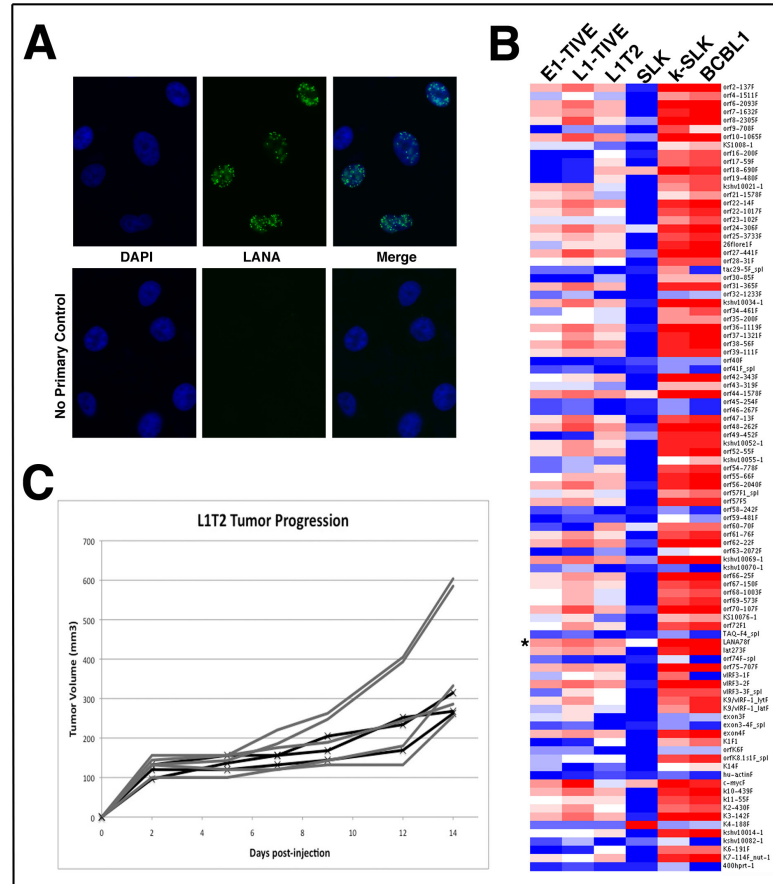 A
DAPI
LANA
Merge
No Primary Control
B
E1-TIVE
L1-TIVE
L1T2
SLK
k-SLK
BCBL1
orf2-137F
orf4-1511F
orf6-2093F
orf7-1632F
orf8-2305F
orf9-708F
orf10-1065F
KS1008-1
orf16-200F
orf17-59F
orf18-690F
orf19-480F
kshv10021-1
orf21-1578F
orf22-14F
orf22-1017F
orf23-102F
orf24-306F
orf25-3733F
26flore1F
orf27-441F
orf28-31F
tac29-5F_spl
orf30-85F
orf31-365F
orf32-1233F
kshv10034-1
orf34-461F
orf35-200F
orf36-1119F
orf37-1321F
orf38-56F
orf39-111F
orf40F
orf41F_spl
orf42-343F
orf43-319F
orf44-1578F
orf45-254F
orf46-267F
orf47-13F
orf48-262F
orf49-452F
kshv10052-1
orf52-55F
kshv10055-1
orf54-778F
orf55-66F
orf56-2040F
orf57F1_spl
orf57F5
orf58-242F
orf59-481F
orf60-70F
orf61-76F
orf62-22F
orf63-2072F
kshv10069-1
kshv10070-1
orf66-25F
orf67-150F
orf68-1003F
orf69-573F
orf70-107F
KS10076-1
orf72F1
TAQ-F4_spl
* LANA78f
lat273F
orf74F-spl
orf75-707F
vIRF3-1F
vIRF3-2F
vIRF3-3F_spl
K9/vIRF-1_lytF
K9/vIRF-1_latF
exon3F
exon3-4F_spl
exon4F
K1F1
orfK6F
orfK8.1s1F_spl
K14F
hu-actinF
c-mycF
k10-439F
k11-55F
K2-430F
K3-142F
K4-188F
kshv10014-1
kshv10082-1
K6-191F
K7-114F_nut-1
400hprt-1
C
L1T2 Tumor Progression
Tumor Volume (mm3)
700
600
500
400
300
200
100
0
0 2 4 6 8 10 12 14
Days post-injection